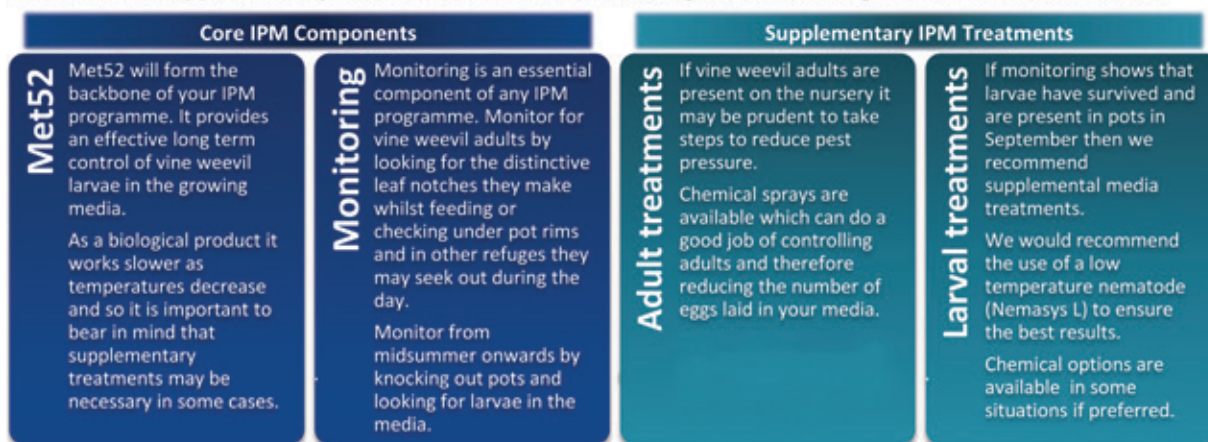 Core IPM Components
Met52
Met52 will form the
backbone of your IPM
programme. It provides
an effective long term
control of vine weevil
larvae in the growing
media.
As a biological product it
works slower as
temperatures decrease
and so it is important to
bear in mind that
supplementary
treatments may be
necessary in some cases.
Monitoring
Monitoring is an essential
component of any IPM
programme. Monitor for
vine weevil adults by
looking for the distinctive
leaf notches they make
whilst feeding or
checking under pot rims
and in other refuges they
may seek out during the
day.
Monitor from
midsummer onwards by
knocking out pots and
looking for larvae in the
media.
Supplementary IPM Treatments
Adult treatments
If vine weevil adults are
present on the nursery it
may be prudent to take
steps to reduce pest
pressure.
Chemical sprays are
available which can do a
good job of controlling
adults and therefore
reducing the number of
eggs laid in your media.
Larval treatments
If monitoring shows that
larvae have survived and
are present in pots in
September then we
recommend
supplemental media
treatments.
We would recommend
the use of a low
temperature nematode
(Nemasys L) to ensure
the best results.
Chemical options are
available in some
situations if preferred.